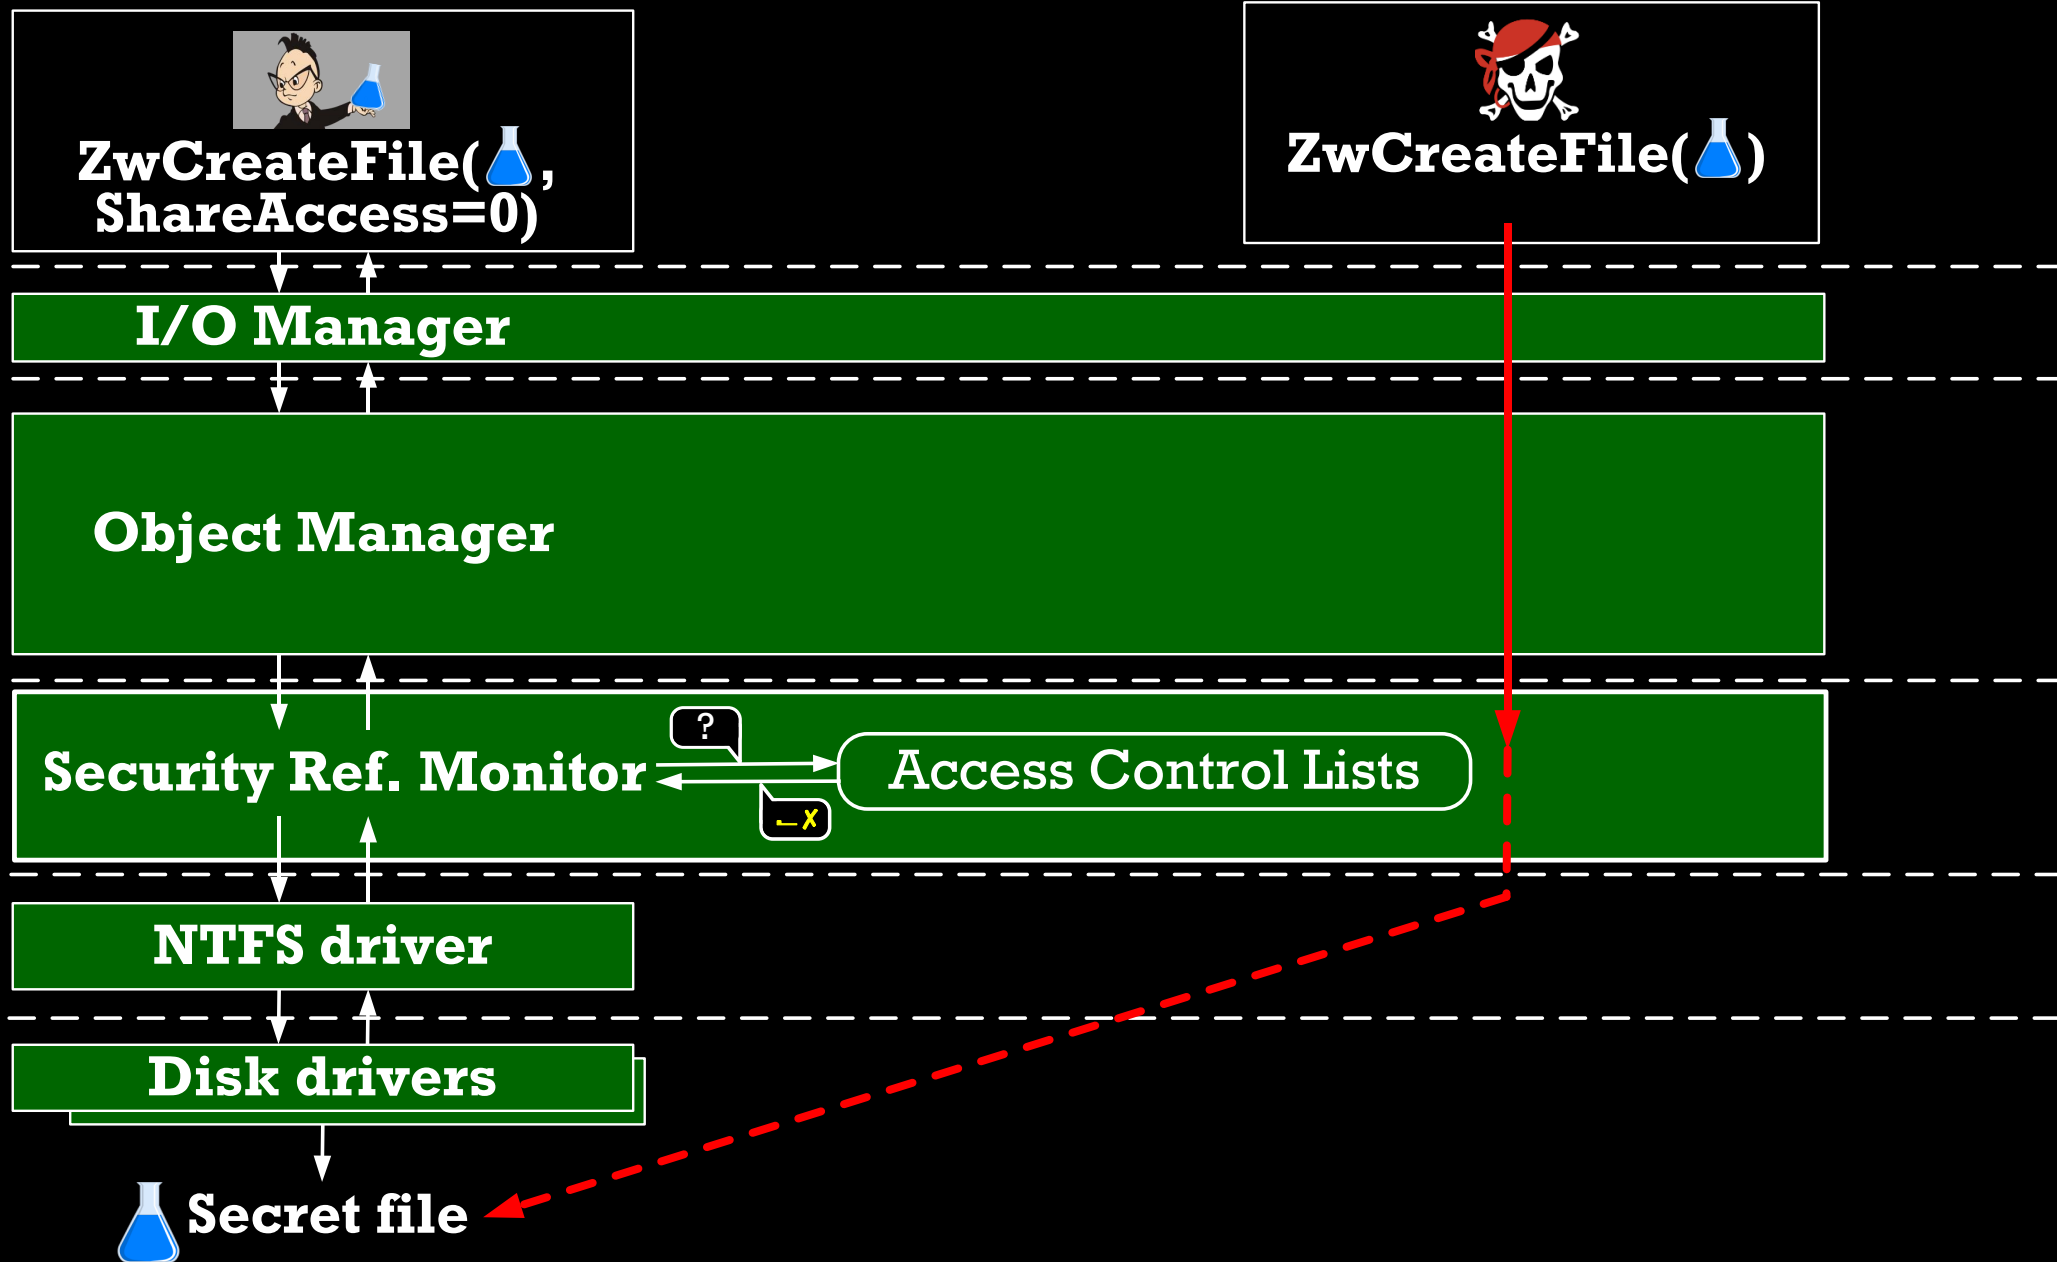 ZwCreateFile( ,
ShareAccess=0)
ZwCreateFile( )
I/O Manager
Object Manager
?
Security Ref. Monitor
Access Control Lists
✗
NTFS driver
Disk drivers
Secret file